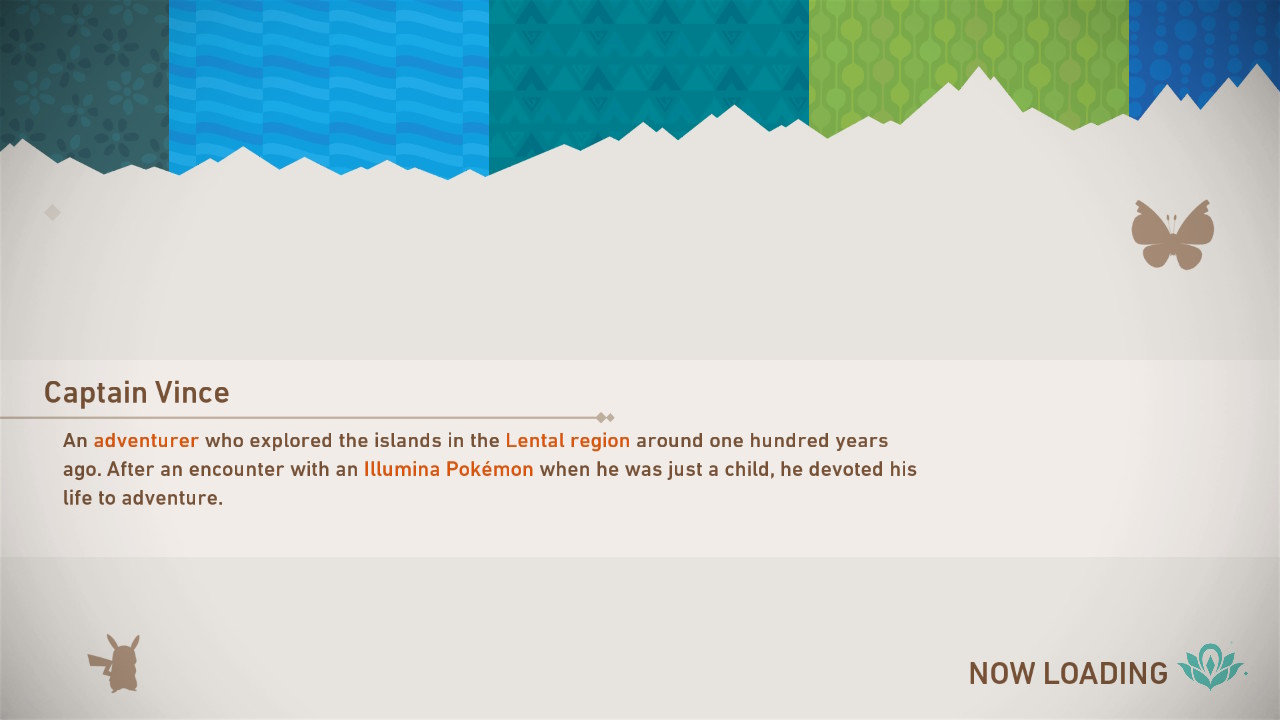 Captain Vince
An adventurer who explored the islands in the Lental region around one hundred years
ago. After an encounter with an Illumina Pokémon when he was just a child, he devoted his
life to adventure.
NOW LOADING